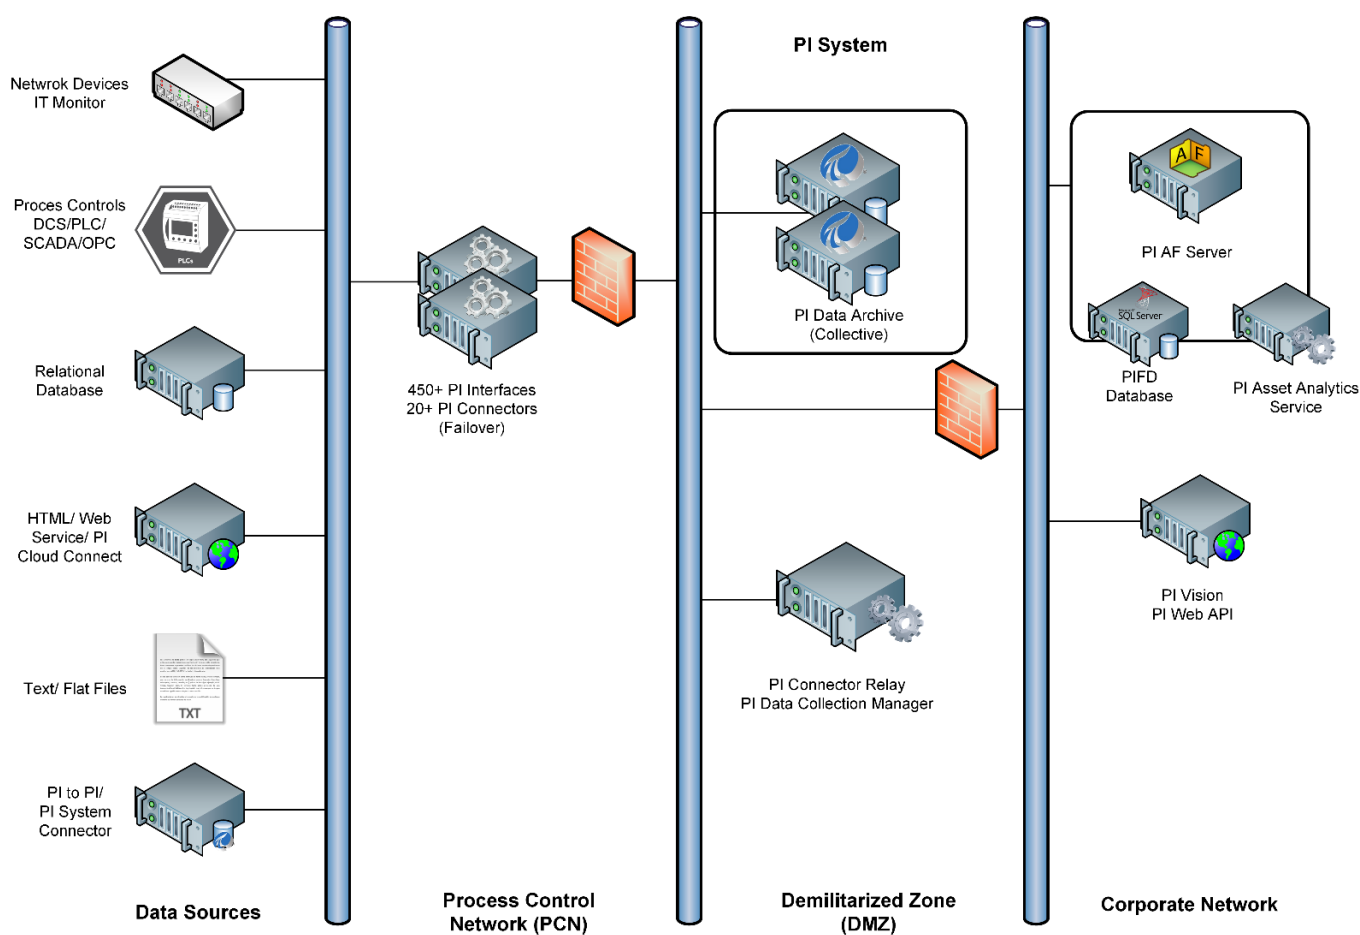 PI System
Netwrok Devices
IT Monitor
Proces Controls
DCS/PLC/
SCADA/OPC
PLCs
Relational
Database
HTML/ Web
Service/ PI
Cloud Connect
Text/ Flat Files
TXT
PI to PI/
PI System
Connector
Data Sources
450+ PI Interfaces
20+ PI Connectors
(Failover)
Process Control
Network (PCN)
PI Data Archive
(Collective)
PI Connector Relay
PI Data Collection Manager
Demilitarized Zone
(DMZ)
A F
PI AF Server
SQL Server
PIFD
Database
PI Asset Analytics
Service
PI Vision
PI Web API
Corporate Network